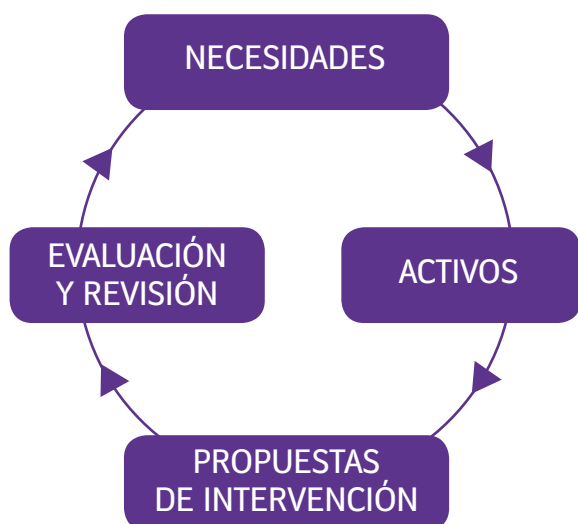 NECESIDADES
EVALUACIÓN
Y REVISIÓN
ACTIVOS
PROPUESTAS
DE INTERVENCIÓN